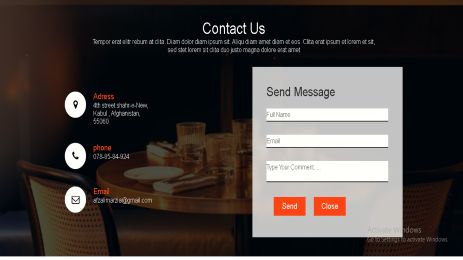 Contact Us
Tempor erat elitr rebum at clita. Diam dolor diam ipsum sit. Aliqu diam amet diam et eos. Clita erat ipsum et lorem et sit,
sed stet lorem sit clita duo justo magna dolore erat amet
Send Message
Full Name
Email
Type Your Comment....
Send
Close
Adress
4th street shahr-e-New,
Kabul , Afghanistan,
55060
phone
078-85-84-924
Email
afzalimarzia@gmail.com
Activate Windows
Go to Settings to activate Windows.